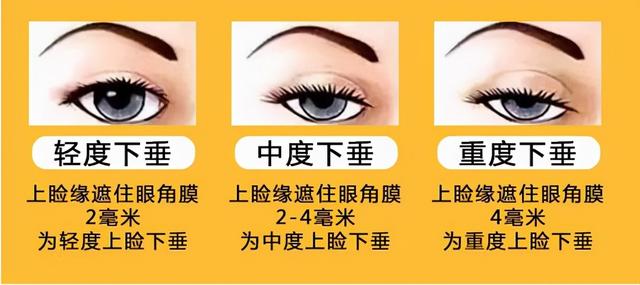 轻度下垂
上睑缘遮住眼角膜
2毫米
为轻度上睑下垂
中度下垂
上睑缘遮住眼角膜
2-4毫米
为中度上睑下垂
重度下垂
上睑缘遮住眼角膜
4毫米
为重度上睑下垂